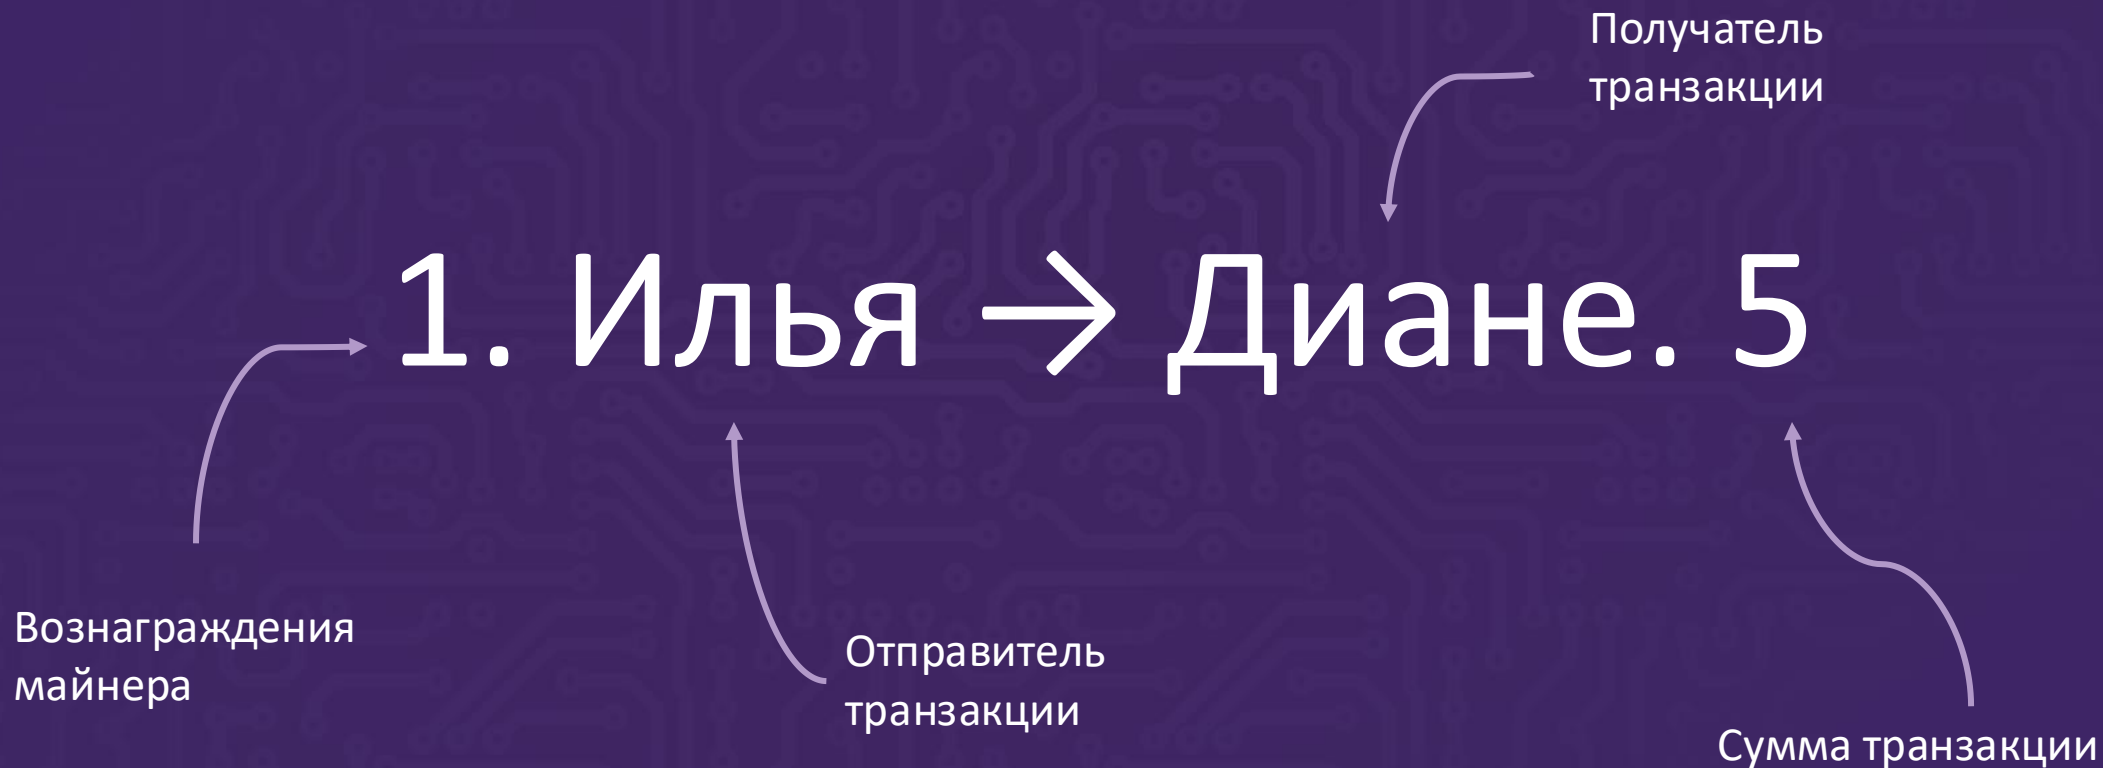 Получатель
транзакции
1. Илья → Диане. 5
Вознаграждения
майнера
Отправитель
транзакции
Сумма транзакции